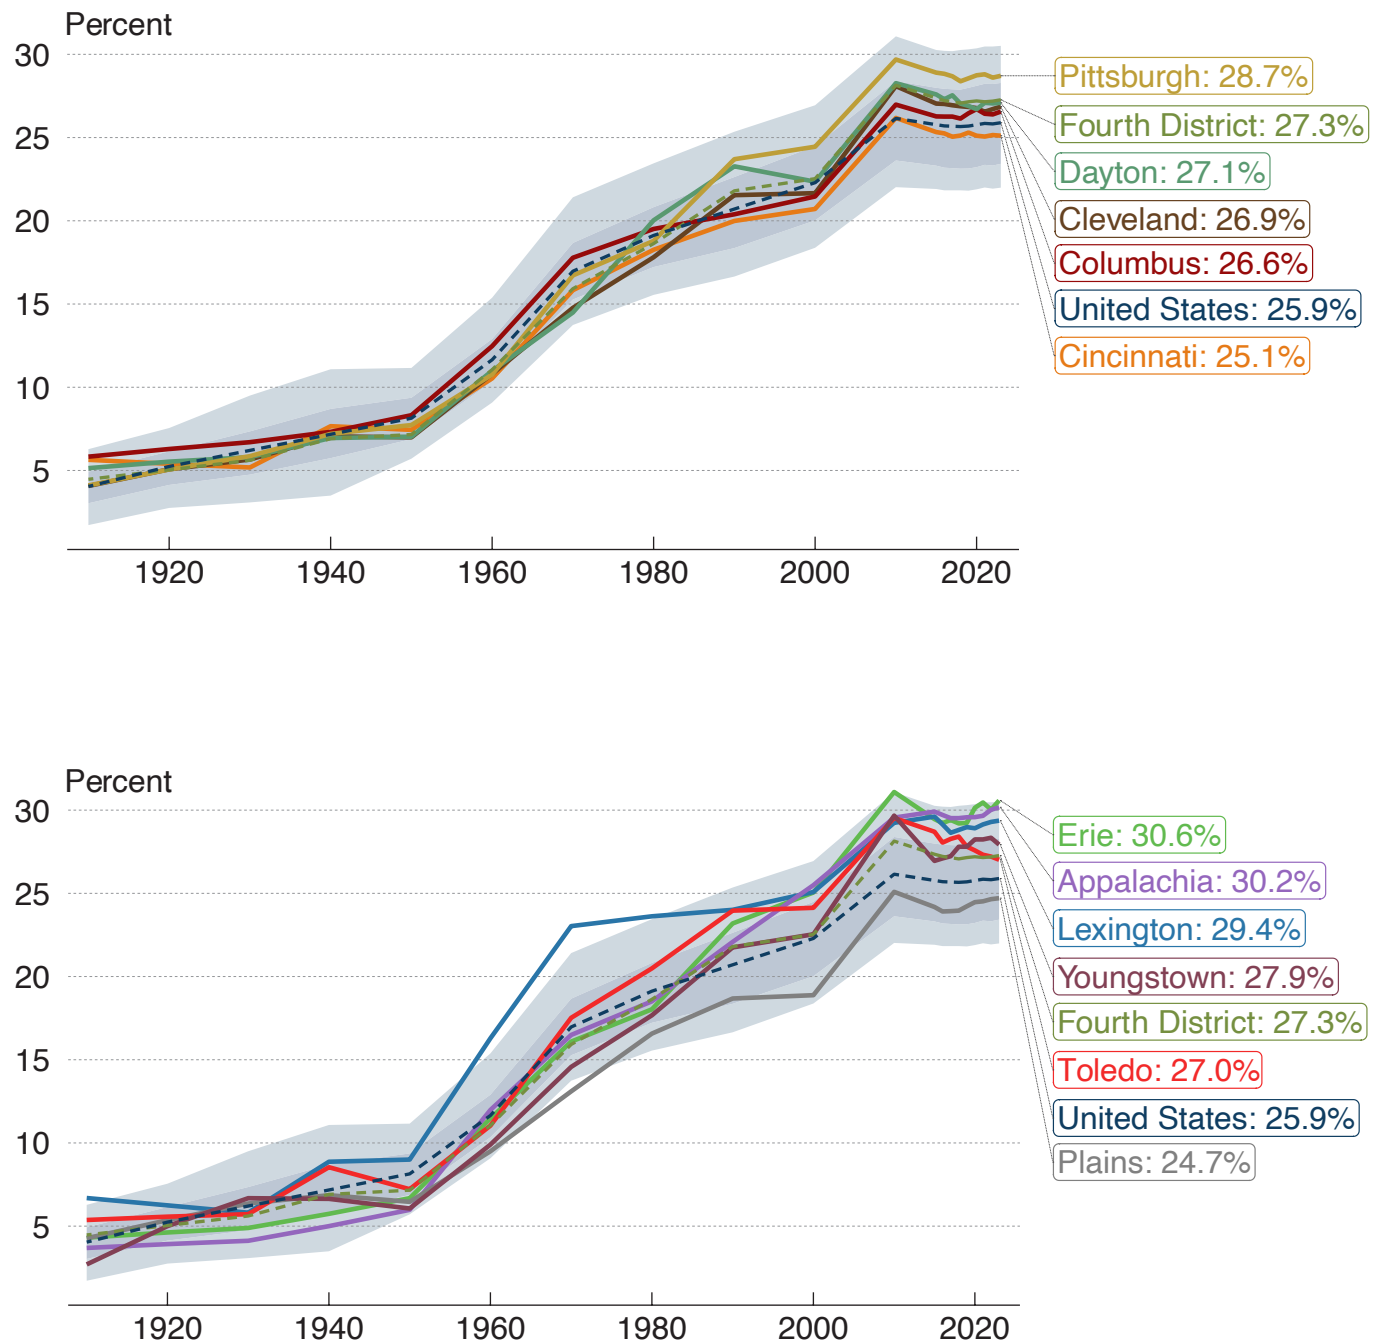 Percent
30
25
20
15
10
5
1920 1940 1960 1980 2000 2020
Pittsburgh: 28.7%
Fourth District: 27.3%
Dayton: 27.1%
Cleveland: 26.9%
Columbus: 26.6%
United States: 25.9%
Cincinnati: 25.1%
Percent
30
25
20
15
10
5
1920 1940 1960 1980 2000 2020
Erie: 30.6%
Appalachia: 30.2%
Lexington: 29.4%
Youngstown: 27.9%
Fourth District: 27.3%
Toledo: 27.0%
United States: 25.9%
Plains: 24.7%